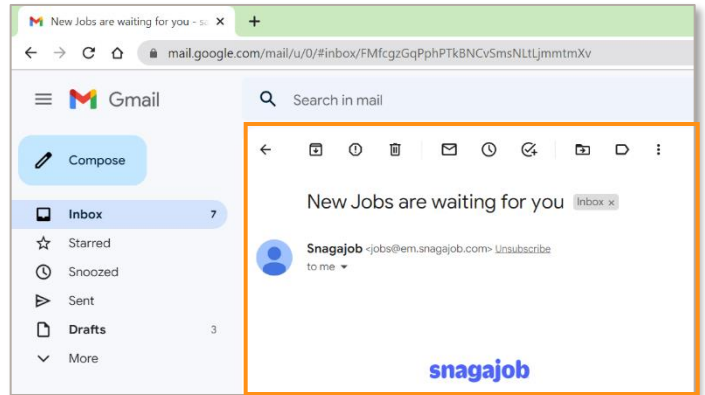 New Jobs are waiting for you - sa
mail.google.com/mail/u/0/#inbox/FMfcgzGqPphPTkBNCvSmsNLtLjmmtmXv
Gmail
Search in mail
Compose
Inbox 7
Starred
Snoozed
Sent
Drafts 3
More
New Jobs are waiting for you Inbox x
Snagajob <jobs@em.snagajob.com> Unsubscribe
to me
snagajob